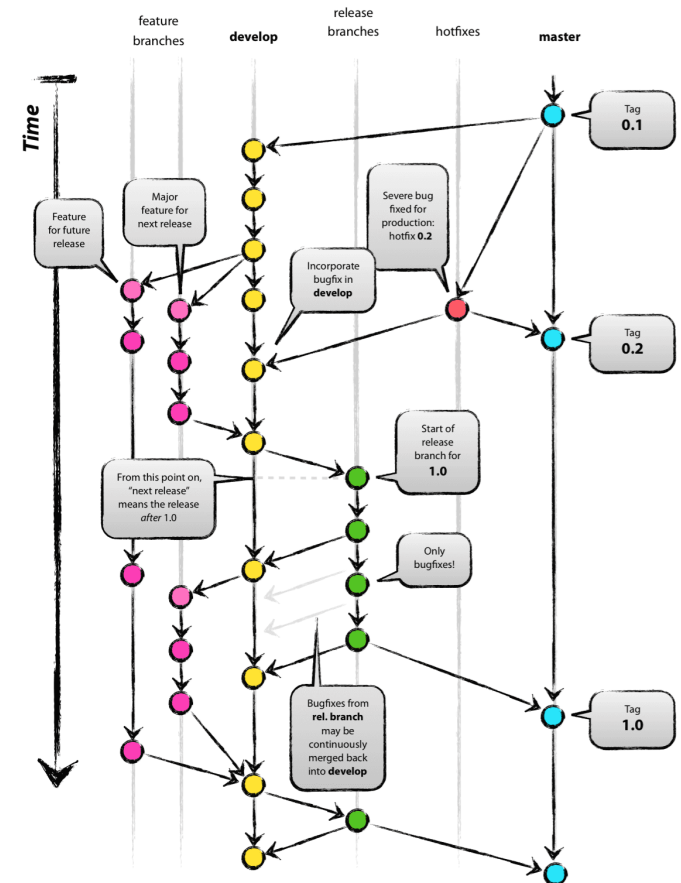 feature
branches
develop
release
branches
hotfixes
master
Time
Tag
0.1
Feature
for future
release
Major
feature for
next release
Severe bug
fixed for
production:
hotfix 0.2
Incorporate
bugfix in
develop
Tag
0.2
Start of
release
branch for
1.0
From this point on,
“next release”
means the release
after 1.0
Only
bugfixes!
Bugfixes from
rel. branch
may be
continuously
merged back
into develop
Tag
1.0